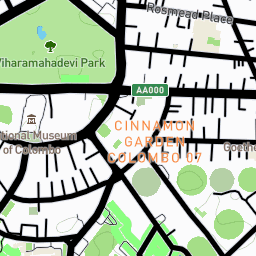 Rosmead Place
Viharamahadevi Park
AA000
CINNAMON
GARDEN
COLOMBO 07
National Museum
of Colombo
Goethe